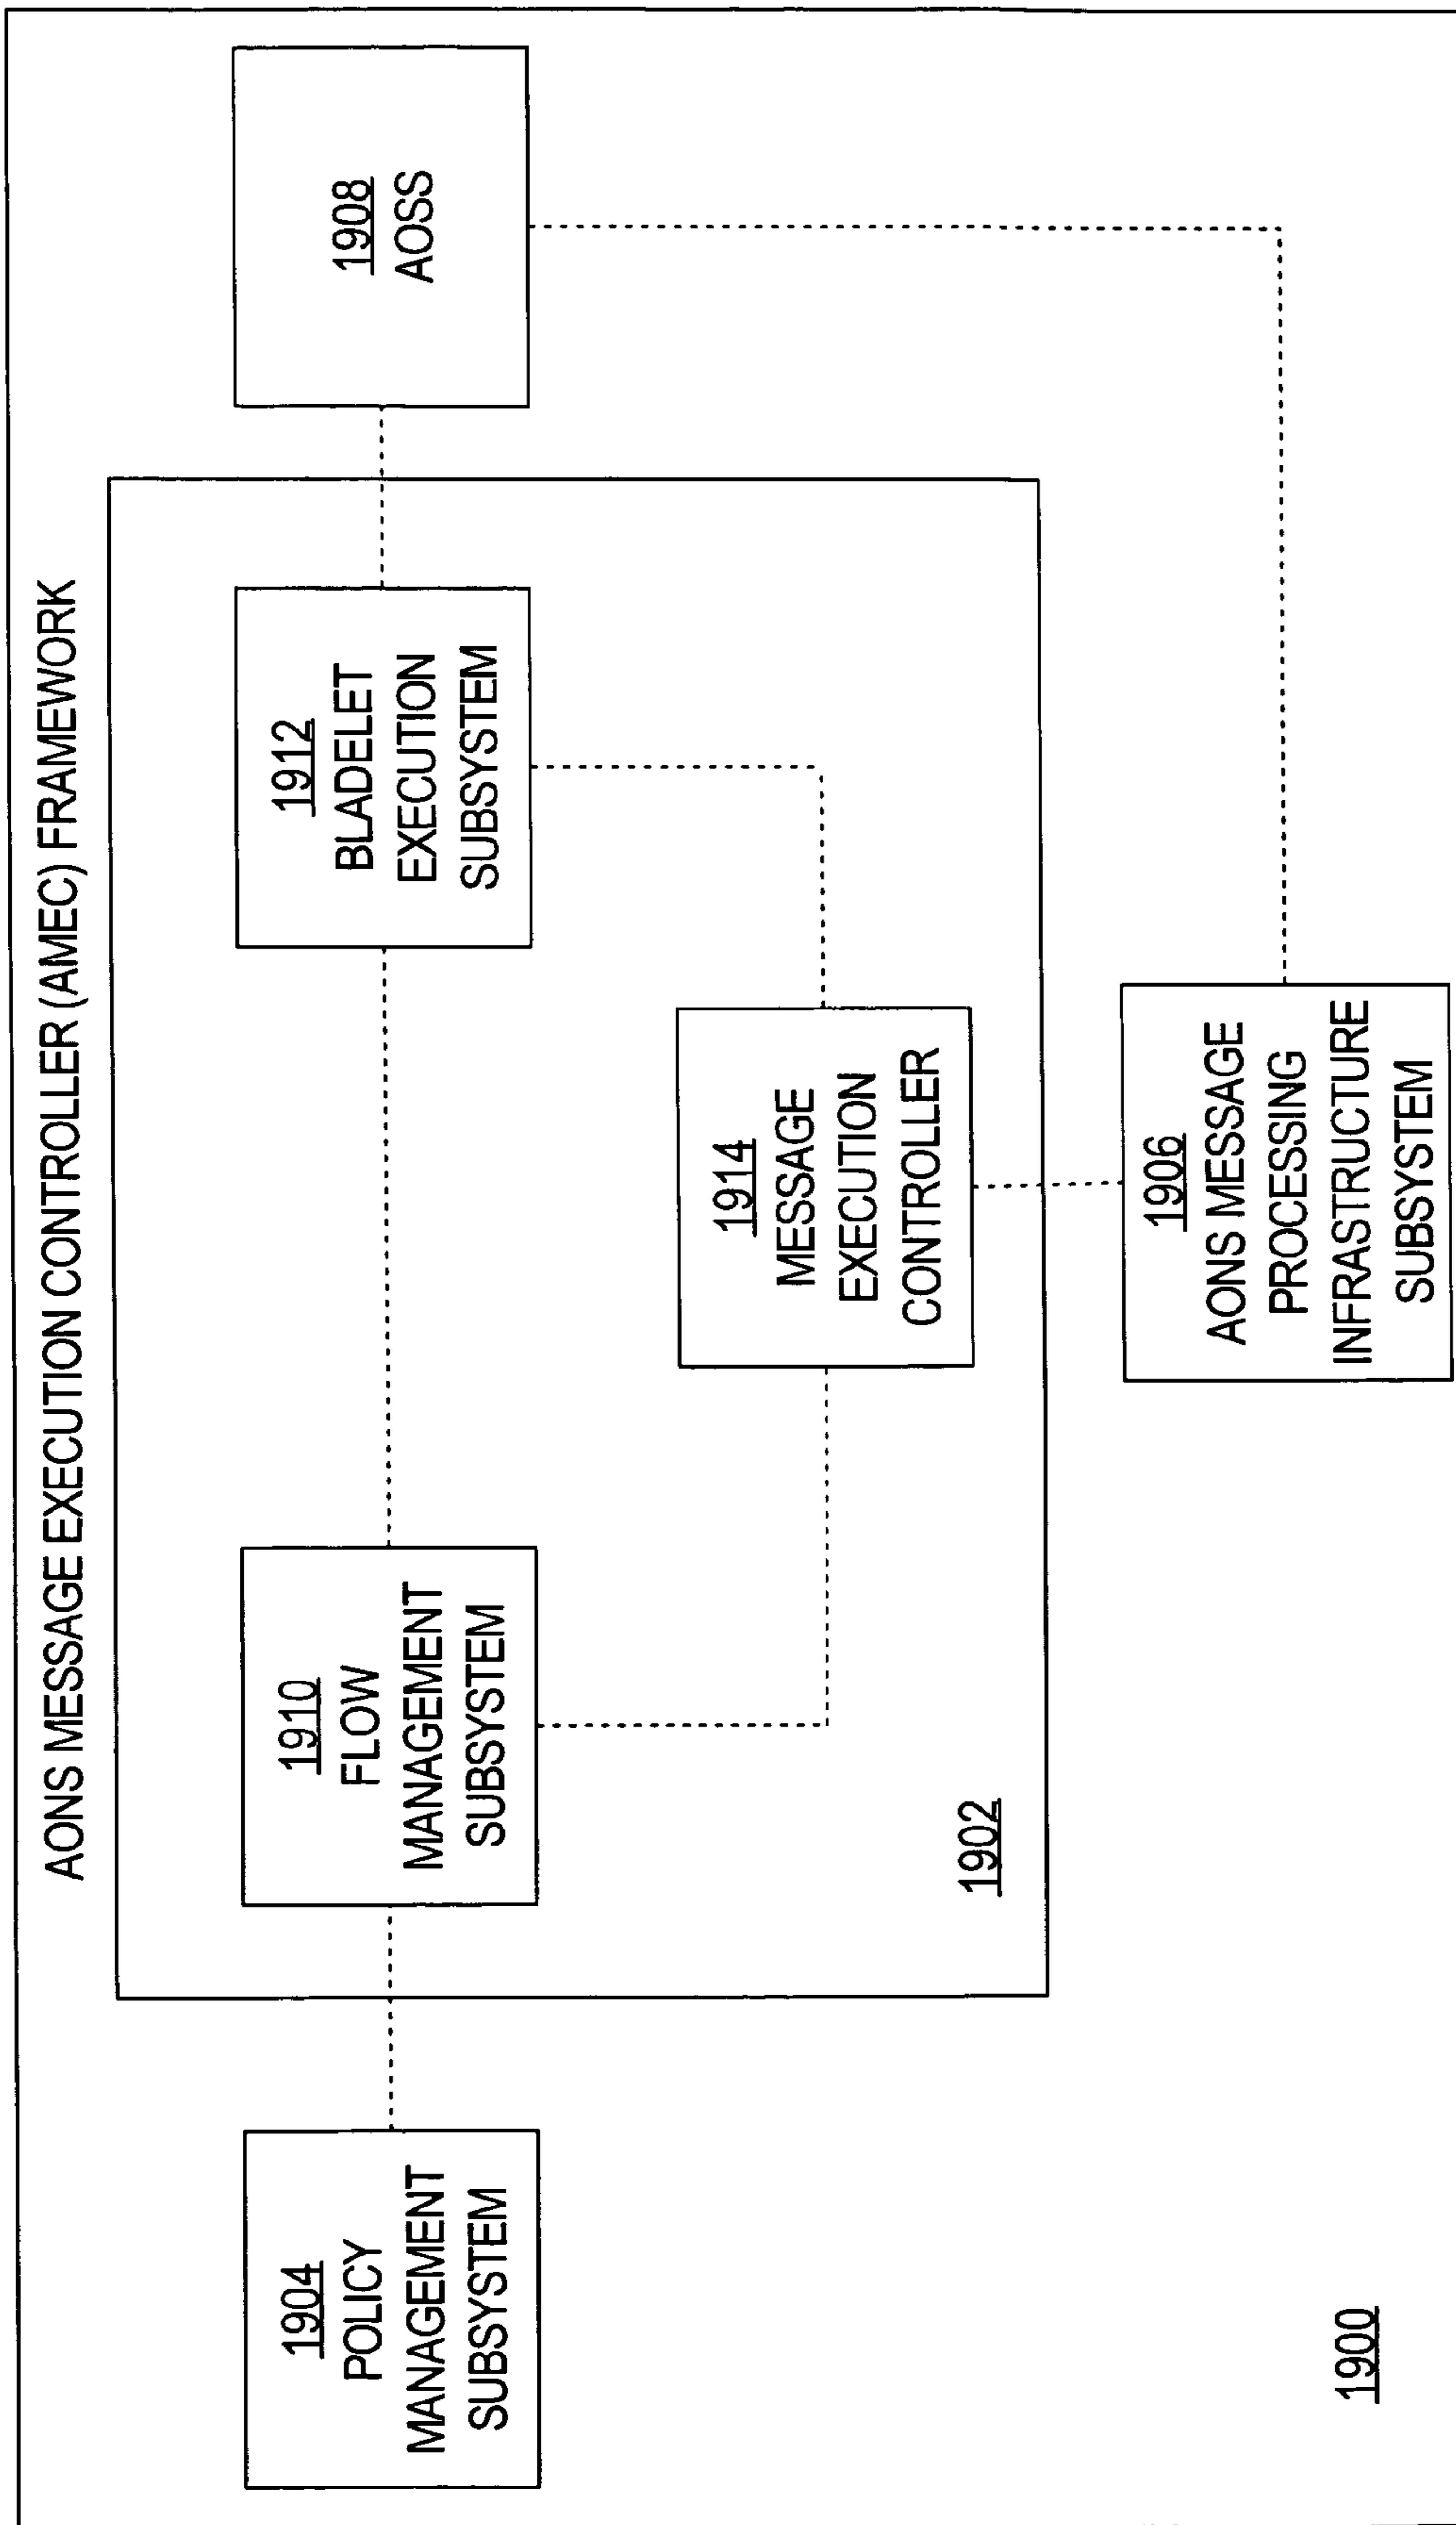 AONS MESSAGE EXECUTION CONTROLLER (AMEC) FRAMEWORK
1904
POLICY
MANAGEMENT
SUBSYSTEM
1910
FLOW
MANAGEMENT
SUBSYSTEM
1912
BLADELET
EXECUTION
SUBSYSTEM
1908
AOSS
1914
MESSAGE
EXECUTION
CONTROLLER
1902
1906
AONS MESSAGE
PROCESSING
INFRASTRUCTURE
SUBSYSTEM
1900